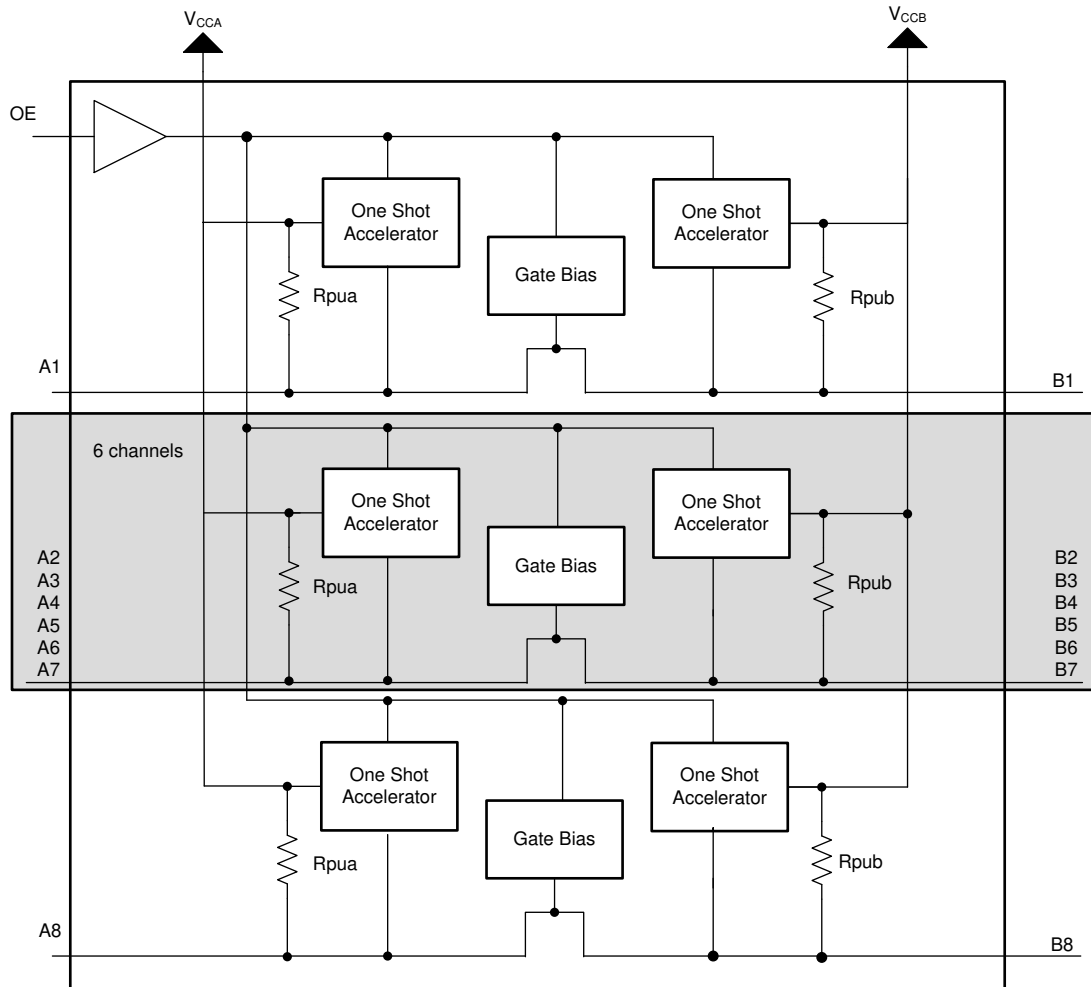 VCCA
VCCB
OE
One Shot
Accelerator
One Shot
Accelerator
Gate Bias
Rpua
Rpub
A1
B1
6 channels
One Shot
Accelerator
One Shot
Accelerator
Gate Bias
Rpua
Rpub
A2
A3
A4
A5
A6
A7
B2
B3
B4
B5
B6
B7
One Shot
Accelerator
One Shot
Accelerator
Gate Bias
Rpua
Rpub
A8
B8